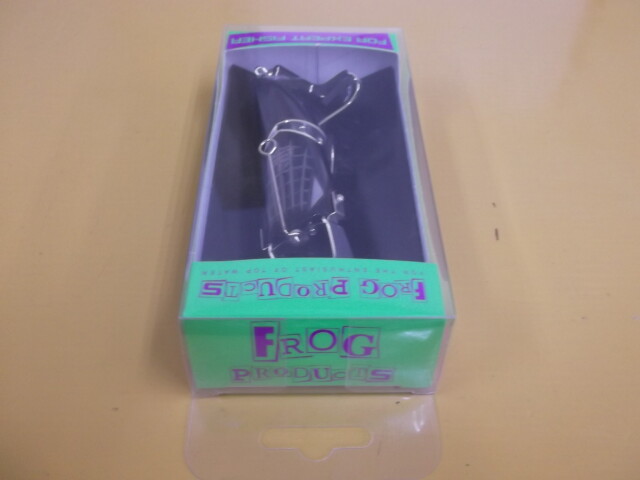 FOR EXPERT FISHER
FOR THE ENTHUSIAST OF TOP WATER
FROG PRODUCTS
FROG
PRODUCTS